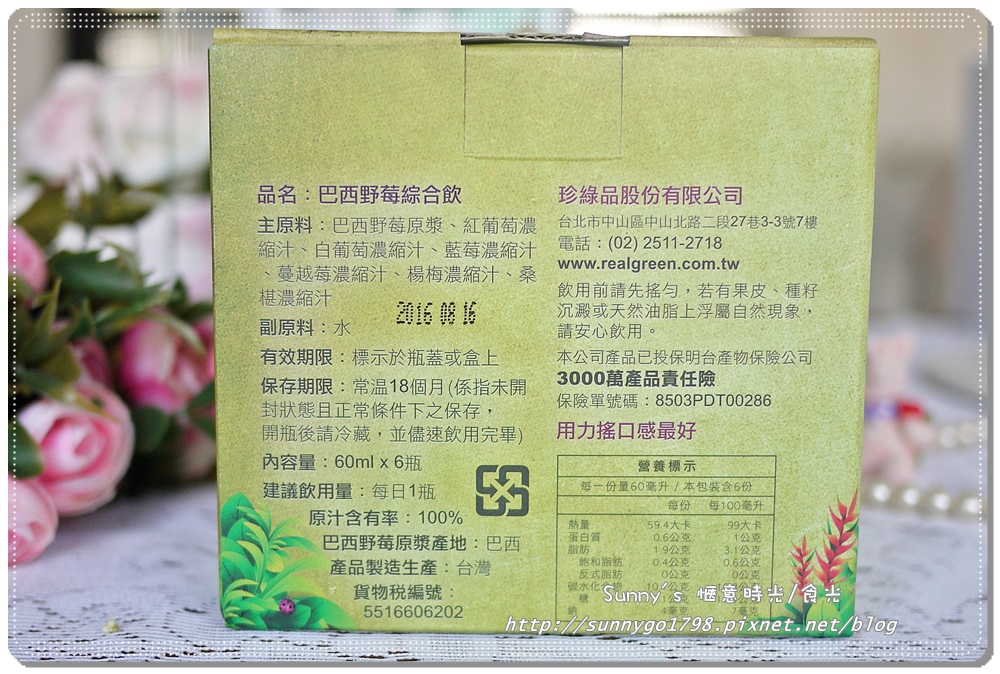 品名：巴西野莓綜合飲
主原料：巴西野莓原漿、紅葡萄濃
縮汁、白葡萄濃縮汁、藍莓濃縮汁
、蔓越莓濃縮汁、楊梅濃縮汁、桑
椹濃縮汁
2016 08 16
副原料：水
有效期限：標示於瓶蓋或盒上
保存期限：常温18個月(係指未開
封狀態且正常條件下之保存，
開瓶後請冷藏，並儘速飲用完畢)
內容量：60ml x 6瓶
建議飲用量：每日1瓶
原汁含有率：100%
巴西野莓原漿產地：巴西
產品製造生產：台灣
貨物稅編號：
5516606202
珍綠品股份有限公司
台北市中山區中山北路二段27巷3-3號7樓
電話：(02) 2511-2718
www.realgreen.com.tw
飲用前請先搖勻，若有果皮、種籽
沉澱或天然油脂上浮屬自然現象，
請安心飲用。
本公司產品已投保明台產物保險公司
3000萬產品責任險
保險單號碼：8503PDT00286
用力搖口感最好
營養標示
每一份量60毫升 / 本包裝含6份
每份 每100毫升
熱量 59.4大卡 99大卡
蛋白質 0.6公克 1公克
脂肪 1.9公克 3.1公克
飽和脂肪 0.4公克 0.6公克
反式脂肪 0公克 0公克
碳水化合物
糖
鈉 4毫克 7毫克
Sunny's 愜意時光/食光
http://sunnygo1798.pixnet.net/blog